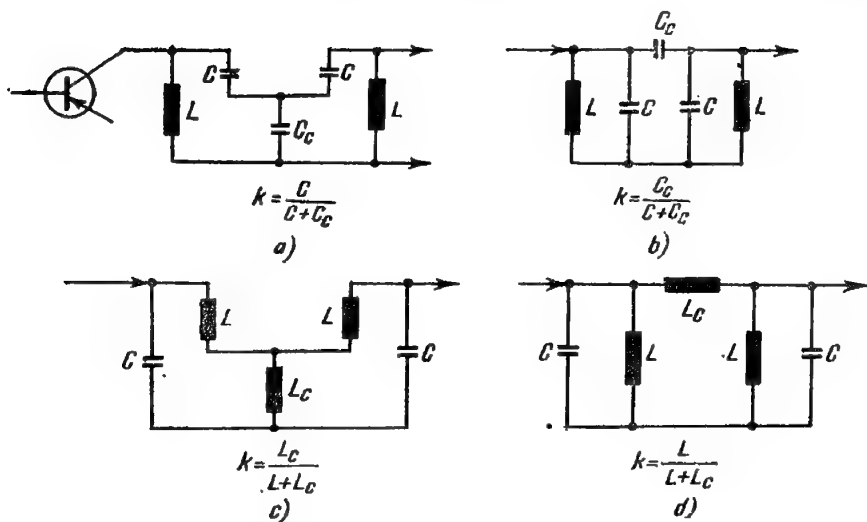 C C
L L
C_c
k = C / (C + C_c)
a)
C_c
L C C L
k = C_c / (C + C_c)
b)
L L
C C
L_c
k = L_c / (L + L_c)
c)
L_c
C L L C
k = L / (L + L_c)
d)